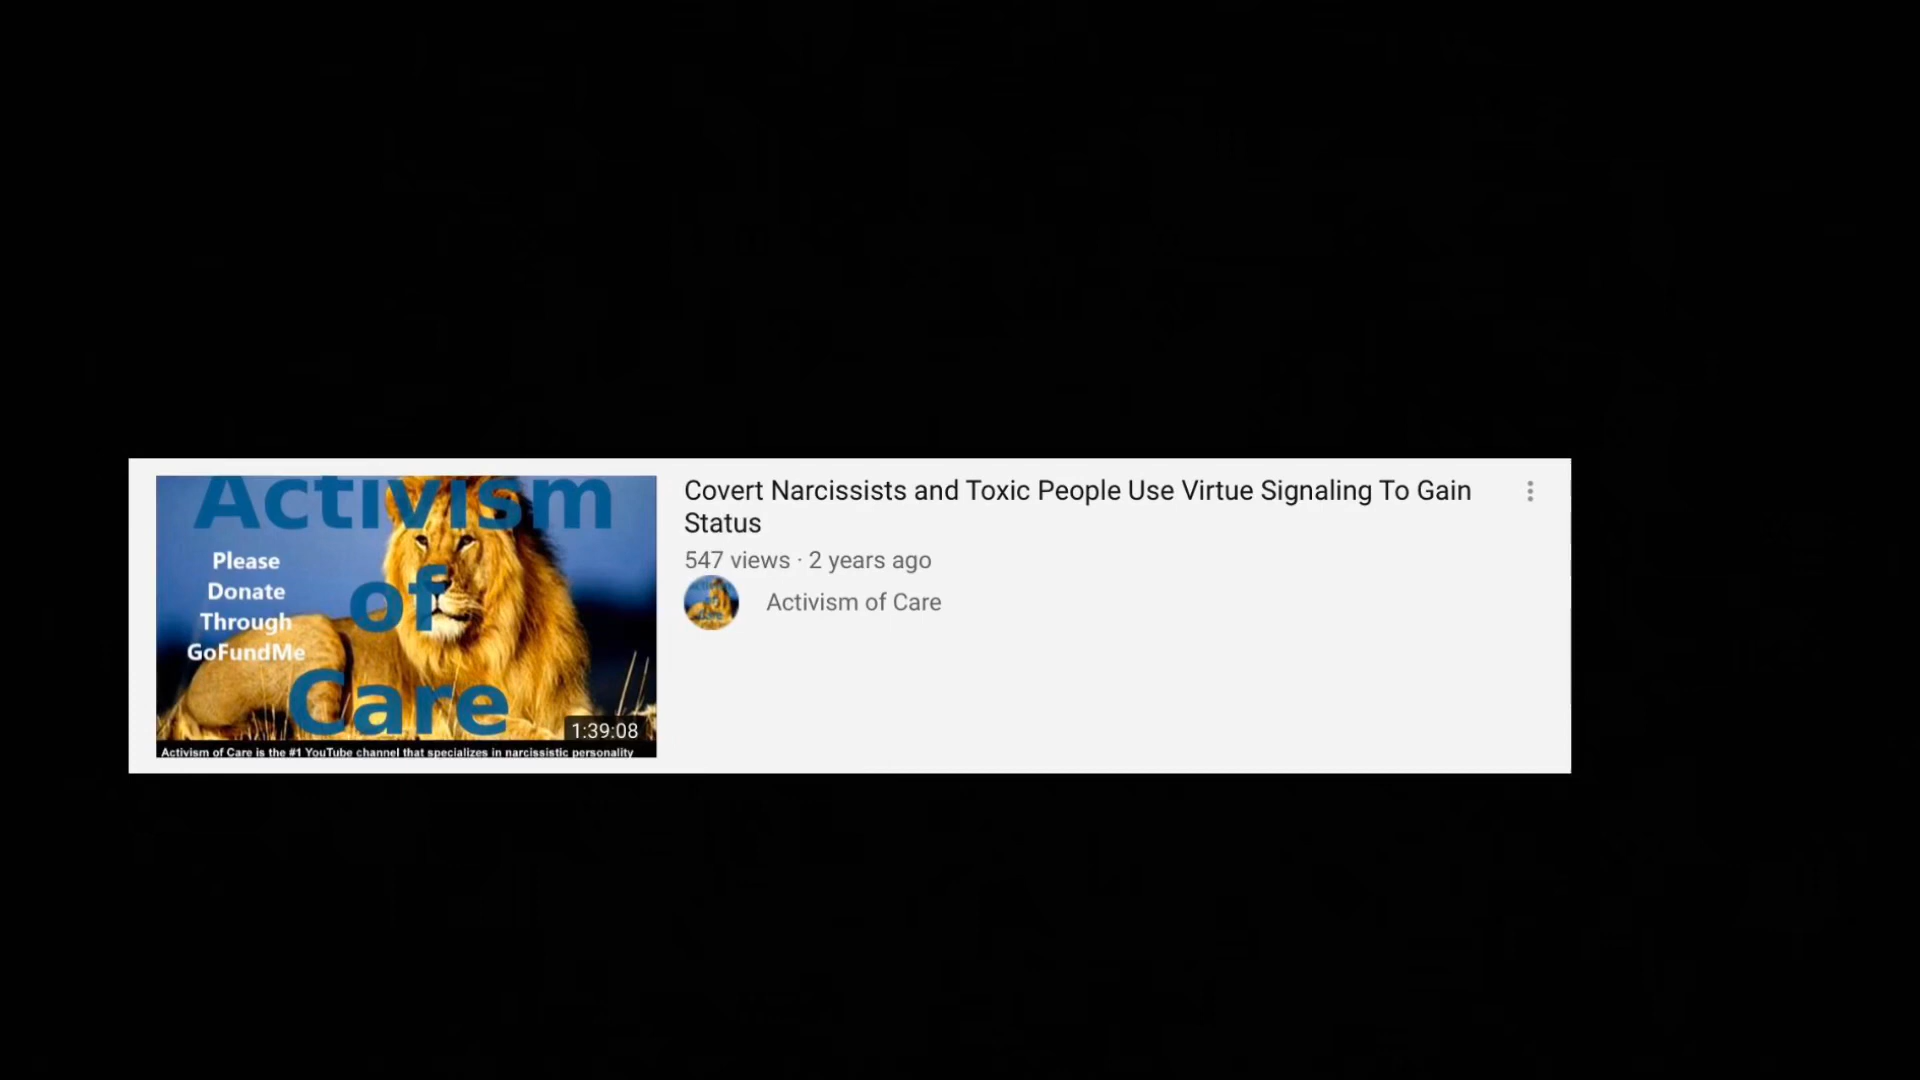 Activism
of
Care
Please
Donate
Through
GoFundMe
1:39:08
Activism of Care is the #1 YouTube channel that specializes in narcissistic personality
Covert Narcissists and Toxic People Use Virtue Signaling To Gain
Status
547 views · 2 years ago
Activism of Care